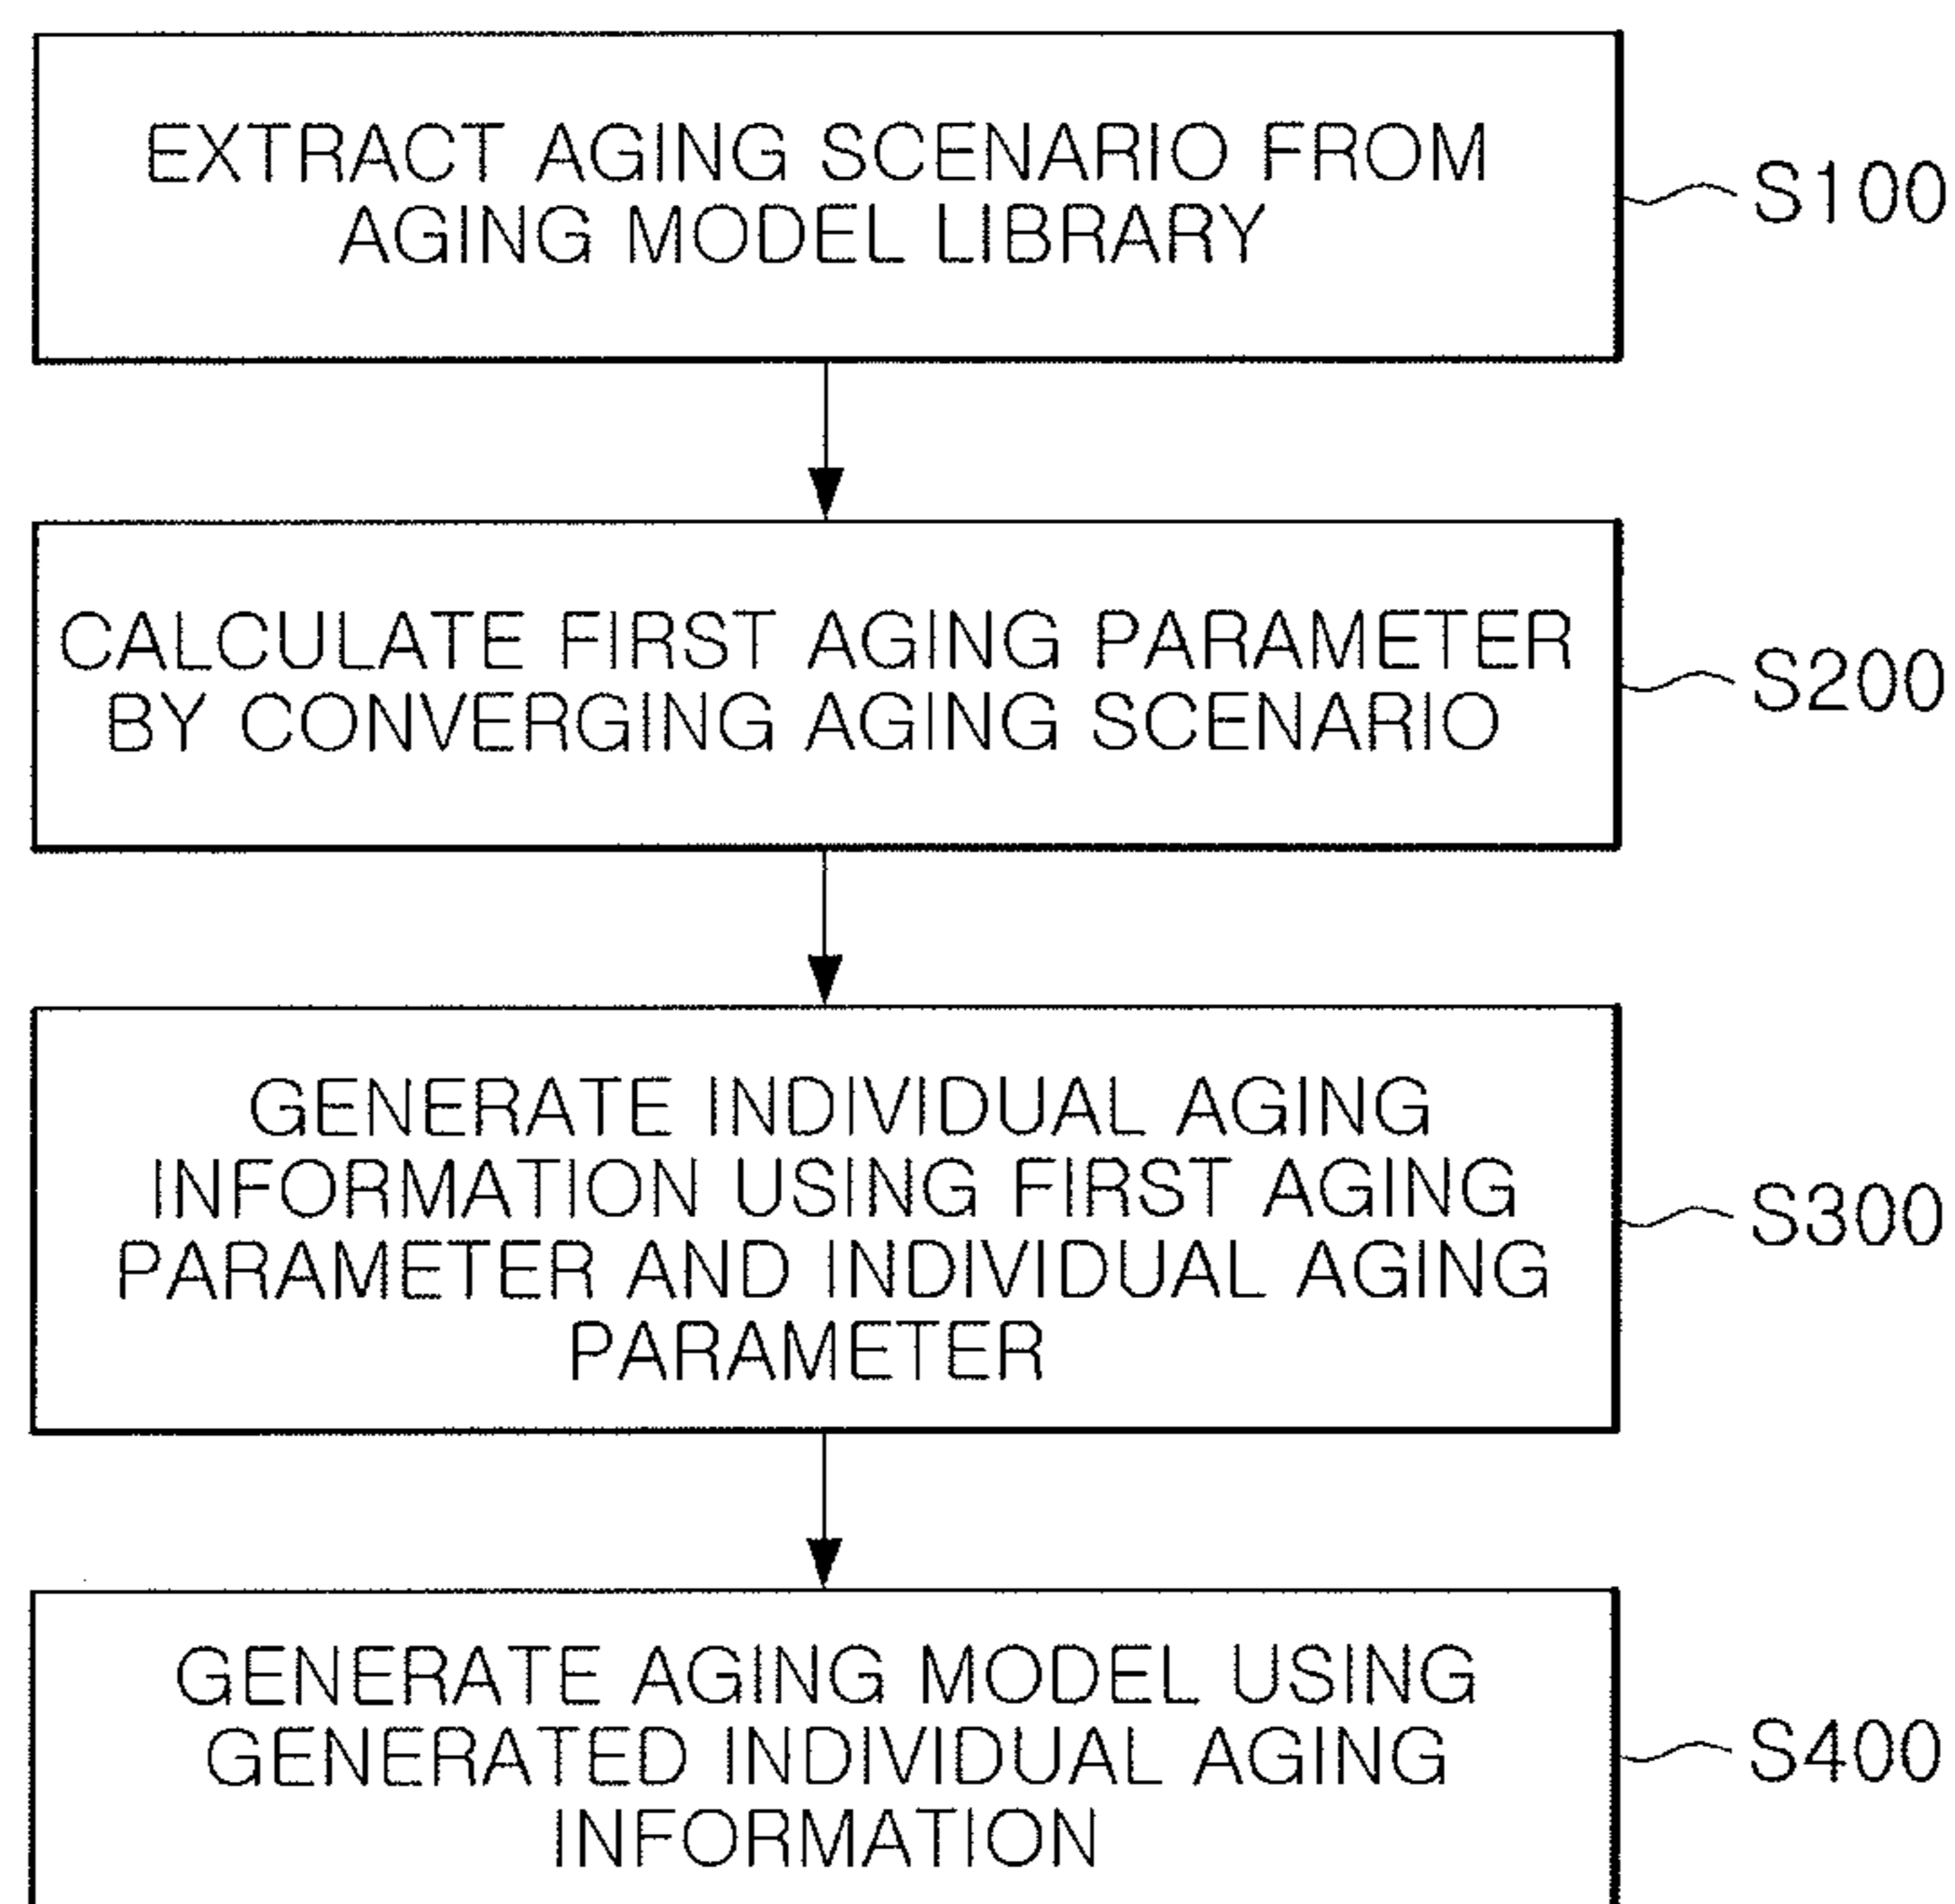 EXTRACT AGING SCENARIO FROM
AGING MODEL LIBRARY
S100
CALCULATE FIRST AGING PARAMETER
BY CONVERGING AGING SCENARIO
S200
GENERATE INDIVIDUAL AGING
INFORMATION USING FIRST AGING
PARAMETER AND INDIVIDUAL AGING
PARAMETER
S300
GENERATE AGING MODEL USING
GENERATED INDIVIDUAL AGING
INFORMATION
S400